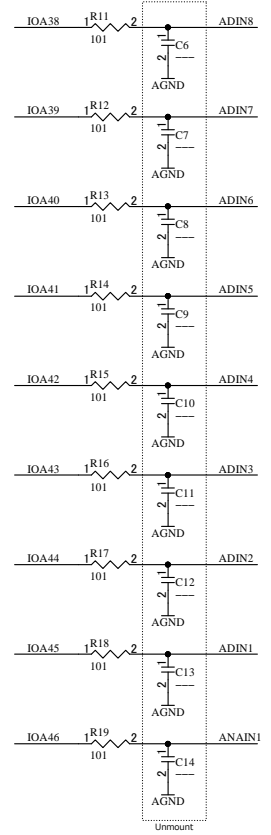 IOA38 1 R11 2 ADIN8
101
1 C6
2 ---
AGND
IOA39 1 R12 2 ADIN7
101
1 C7
2 ---
AGND
IOA40 1 R13 2 ADIN6
101
1 C8
2 ---
AGND
IOA41 1 R14 2 ADIN5
101
1 C9
2 ---
AGND
IOA42 1 R15 2 ADIN4
101
1 C10
2 ---
AGND
IOA43 1 R16 2 ADIN3
101
1 C11
2 ---
AGND
IOA44 1 R17 2 ADIN2
101
1 C12
2 ---
AGND
IOA45 1 R18 2 ADIN1
101
1 C13
2 ---
AGND
IOA46 1 R19 2 ANAIN1
101
1 C14
2 ---
AGND
Unmount